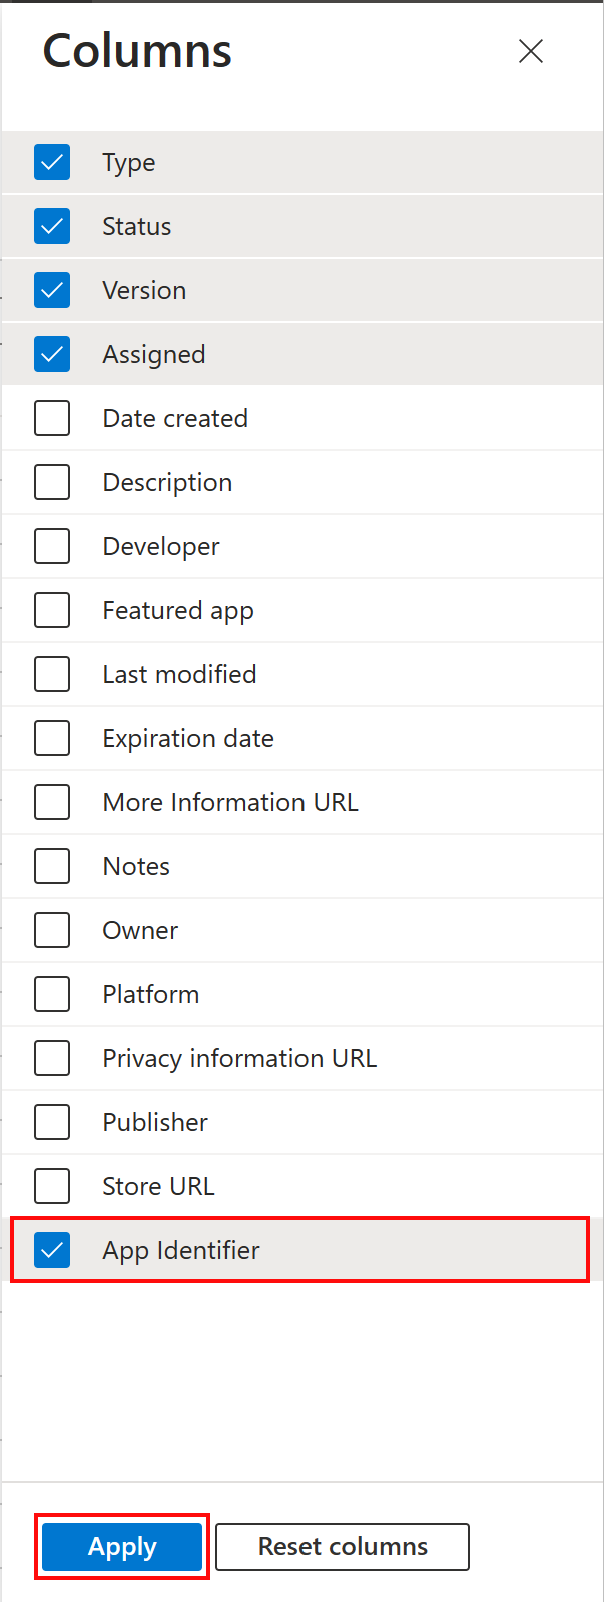 Columns
Type
Status
Version
Assigned
Date created
Description
Developer
Featured app
Last modified
Expiration date
More Information URL
Notes
Owner
Platform
Privacy information URL
Publisher
Store URL
App Identifier
Apply Reset columns